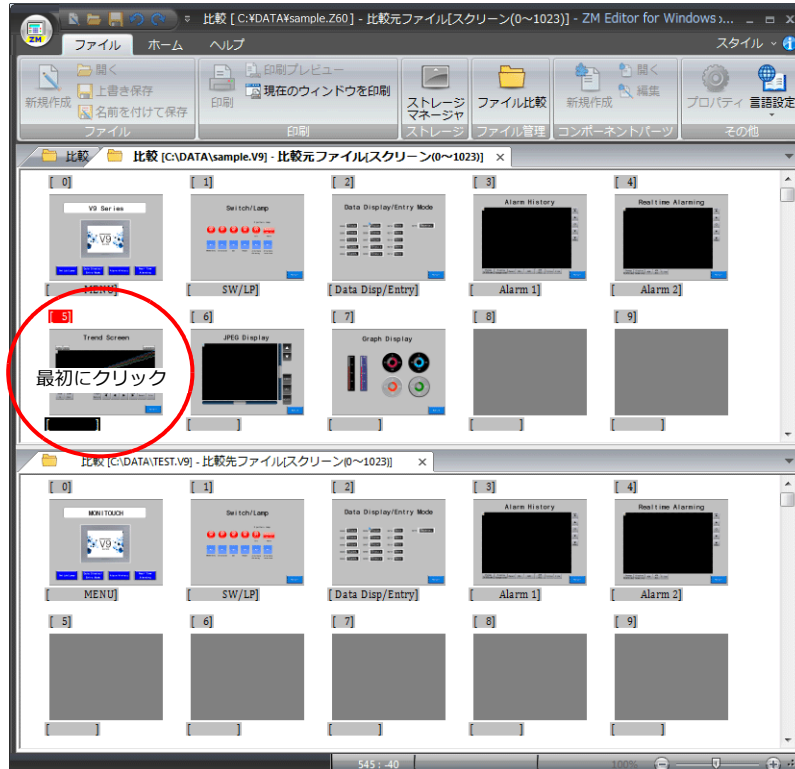 比較 [ C:¥DATA¥sample.Z60 ] - 比較元ファイル[スクリーン(0～1023)] - ZM Editor for Windows ›...
ZM
ファイル ホーム ヘルプ スタイル
新規作成
開く
上書き保存
名前を付けて保存
ファイル
印刷
印刷プレビュー
現在のウィンドウを印刷
印刷
ストレージ
マネージャ
ストレージ
ファイル比較
ファイル管理
新規作成
開く
編集
コンポーネントパーツ
プロパティ
言語設定
その他
比較 比較 [C:\DATA\sample.V9] - 比較元ファイル[スクリーン(0～1023)] ×
[ 0] [ 1] [ 2] [ 3] [ 4]
V9 Series Switch/Lamp Data Display/Entry Mode Alarm History Realtime Alarming
V9
[ MENU] [ SW/LP] [ Data Disp/Entry] [ Alarm 1] [ Alarm 2]
[ 5] [ 6] [ 7] [ 8] [ 9]
Trend Screen JPEG Display Graph Display
最初にクリック
[ ] [ ] [ ] [ ] [ ]
比較 [C:\DATA\TEST.V9] - 比較先ファイル[スクリーン(0～1023)] ×
[ 0] [ 1] [ 2] [ 3] [ 4]
MONITOUCH Switch/Lamp Data Display/Entry Mode Alarm History Realtime Alarming
V9
[ MENU] [ SW/LP] [ Data Disp/Entry] [ Alarm 1] [ Alarm 2]
[ 5] [ 6] [ 7] [ 8] [ 9]
[ ] [ ] [ ] [ ] [ ]
545 : -40 100%